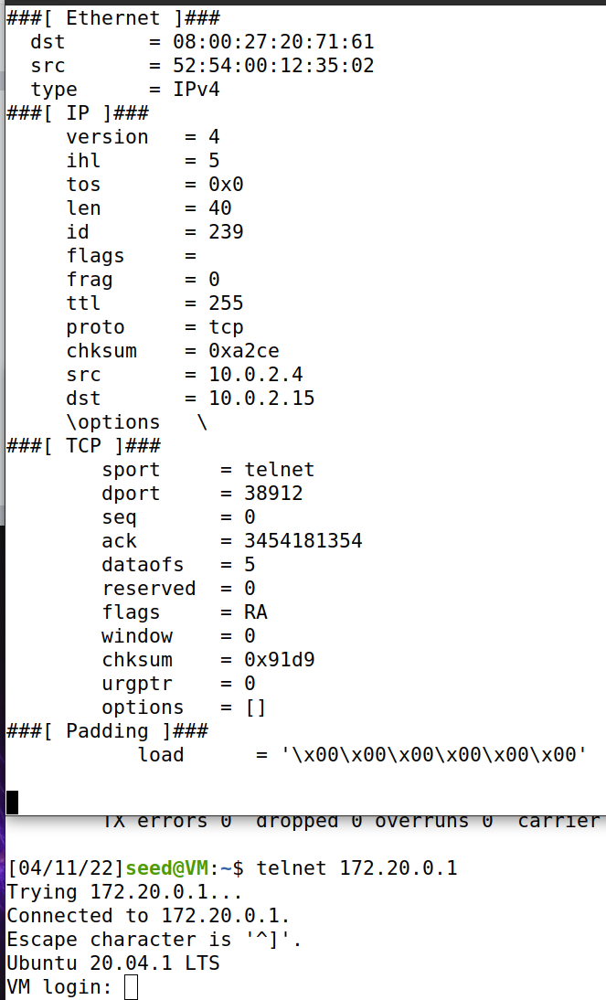 ###[ Ethernet ]###
  dst       = 08:00:27:20:71:61
  src       = 52:54:00:12:35:02
  type      = IPv4
###[ IP ]###
     version   = 4
     ihl       = 5
     tos       = 0x0
     len       = 40
     id        = 239
     flags     =
     frag      = 0
     ttl       = 255
     proto     = tcp
     chksum    = 0xa2ce
     src       = 10.0.2.4
     dst       = 10.0.2.15
     \options   \
###[ TCP ]###
        sport     = telnet
        dport     = 38912
        seq       = 0
        ack       = 3454181354
        dataofs   = 5
        reserved  = 0
        flags     = RA
        window    = 0
        chksum    = 0x91d9
        urgptr    = 0
        options   = []
###[ Padding ]###
           load      = '\x00\x00\x00\x00\x00\x00'
        TX errors 0  dropped 0 overruns 0  carrier
[04/11/22]seed@VM:~$ telnet 172.20.0.1
Trying 172.20.0.1...
Connected to 172.20.0.1.
Escape character is '^]'.
Ubuntu 20.04.1 LTS
VM login: